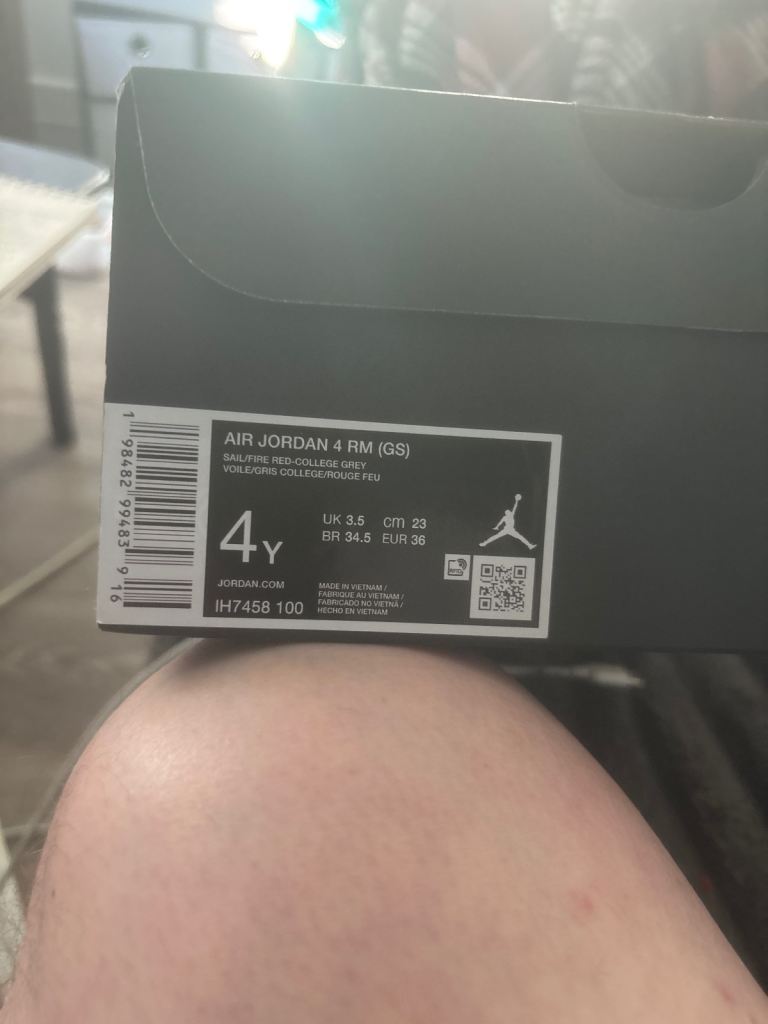 AIR JORDAN 4 RM (GS)
SAIL/FIRE RED-COLLEGE GREY
VOILE/GRIS COLLEGE/ROUGE FEU
4Y
UK 3.5 cm 23
BR 34.5 EUR 36
JORDAN.COM
IH7458 100
MADE IN VIETNAM /
FABRIQUE AU VIETNAM /
FABRICADO NO VIETNÃ /
HECHO EN VIETNAM
RFID
1 98482 99483 9 16